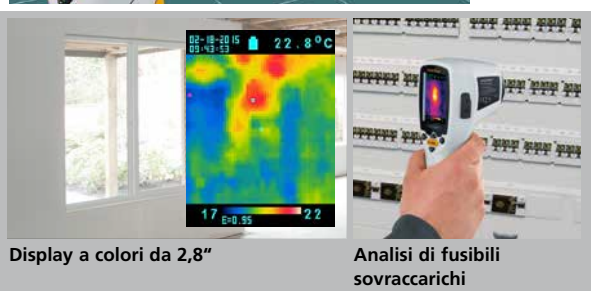 02-18-2015
09:43:53
22.8°C
17
E=0.95
22
Display a colori da 2,8“
Analisi di fusibili
sovraccarichi